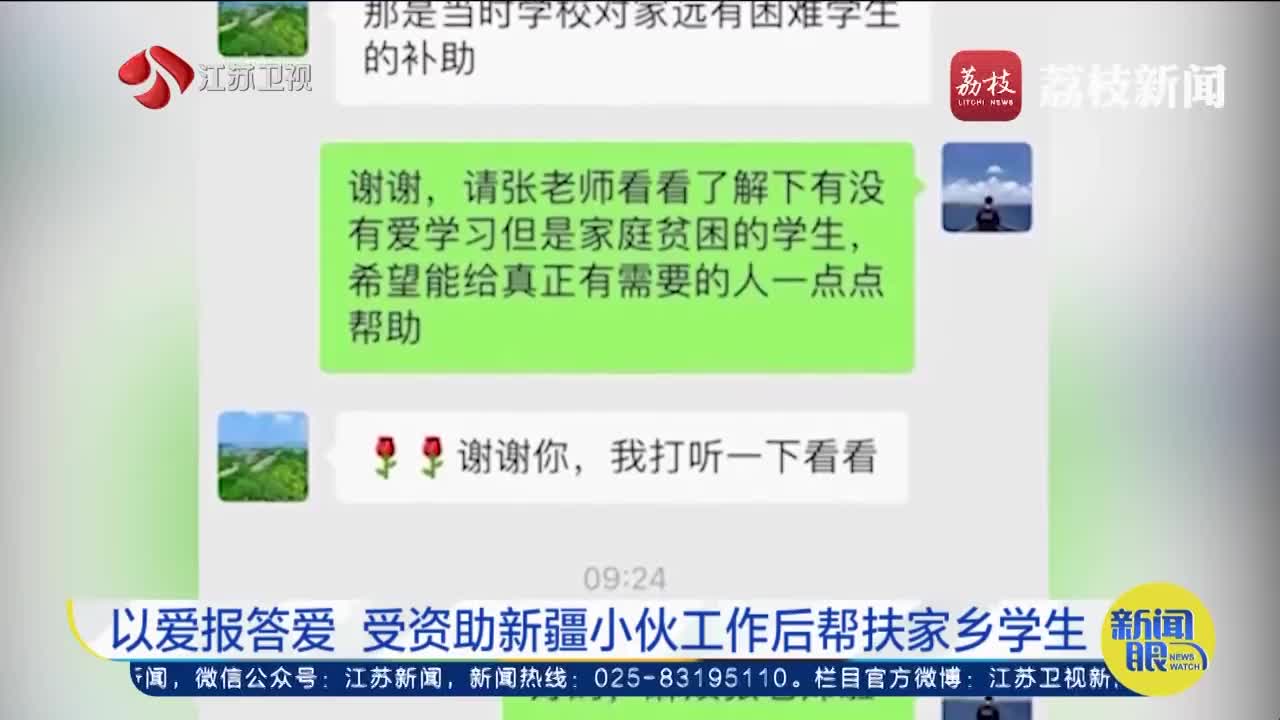 那是当时学校对家远有困难学生
的补助
江苏卫视
荔枝
LITCHI NEWS
荔枝新闻
谢谢，请张老师看看了解下有没
有爱学习但是家庭贫困的学生，
希望能给真正有需要的人一点点
帮助
谢谢你，我打听一下看看
09:24
以爱报答爱 受资助新疆小伙工作后帮扶家乡学生
新闻眼
NEWS WATCH
新闻，微信公众号：江苏新闻，新闻热线：025-83195110。栏目官方微博：江苏卫视新